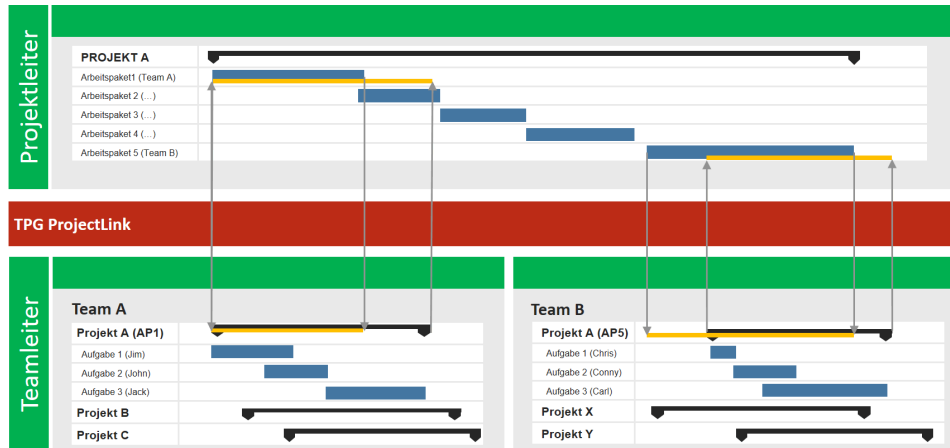 Projektleiter
PROJEKT A
Arbeitspaket1 (Team A)
Arbeitspaket 2 (...)
Arbeitspaket 3 (...)
Arbeitspaket 4 (...)
Arbeitspaket 5 (Team B)
TPG ProjectLink
Teamleiter
Team A
Projekt A (AP1)
Aufgabe 1 (Jim)
Aufgabe 2 (John)
Aufgabe 3 (Jack)
Projekt B
Projekt C
Team B
Projekt A (AP5)
Aufgabe 1 (Chris)
Aufgabe 2 (Conny)
Aufgabe 3 (Carl)
Projekt X
Projekt Y